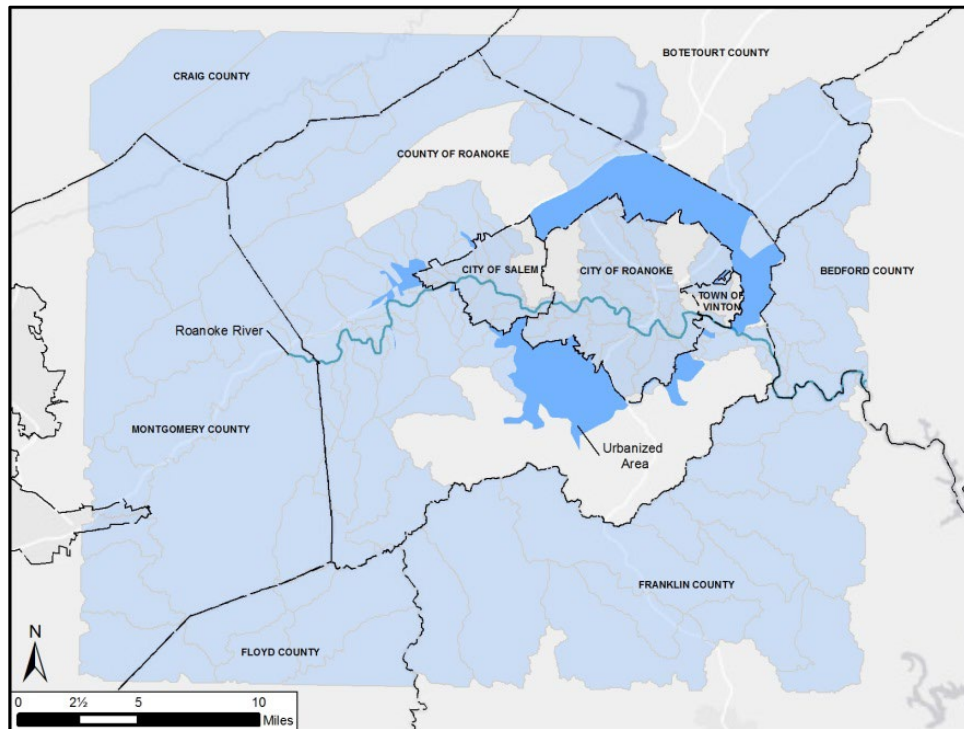 BOTETOURT COUNTY
CRAIG COUNTY
COUNTY OF ROANOKE
CITY OF SALEM
CITY OF ROANOKE
BEDFORD COUNTY
TOWN OF
VINTON
Roanoke River
MONTGOMERY COUNTY
Urbanized
Area
FRANKLIN COUNTY
FLOYD COUNTY
N
0 2½ 5 10
Miles